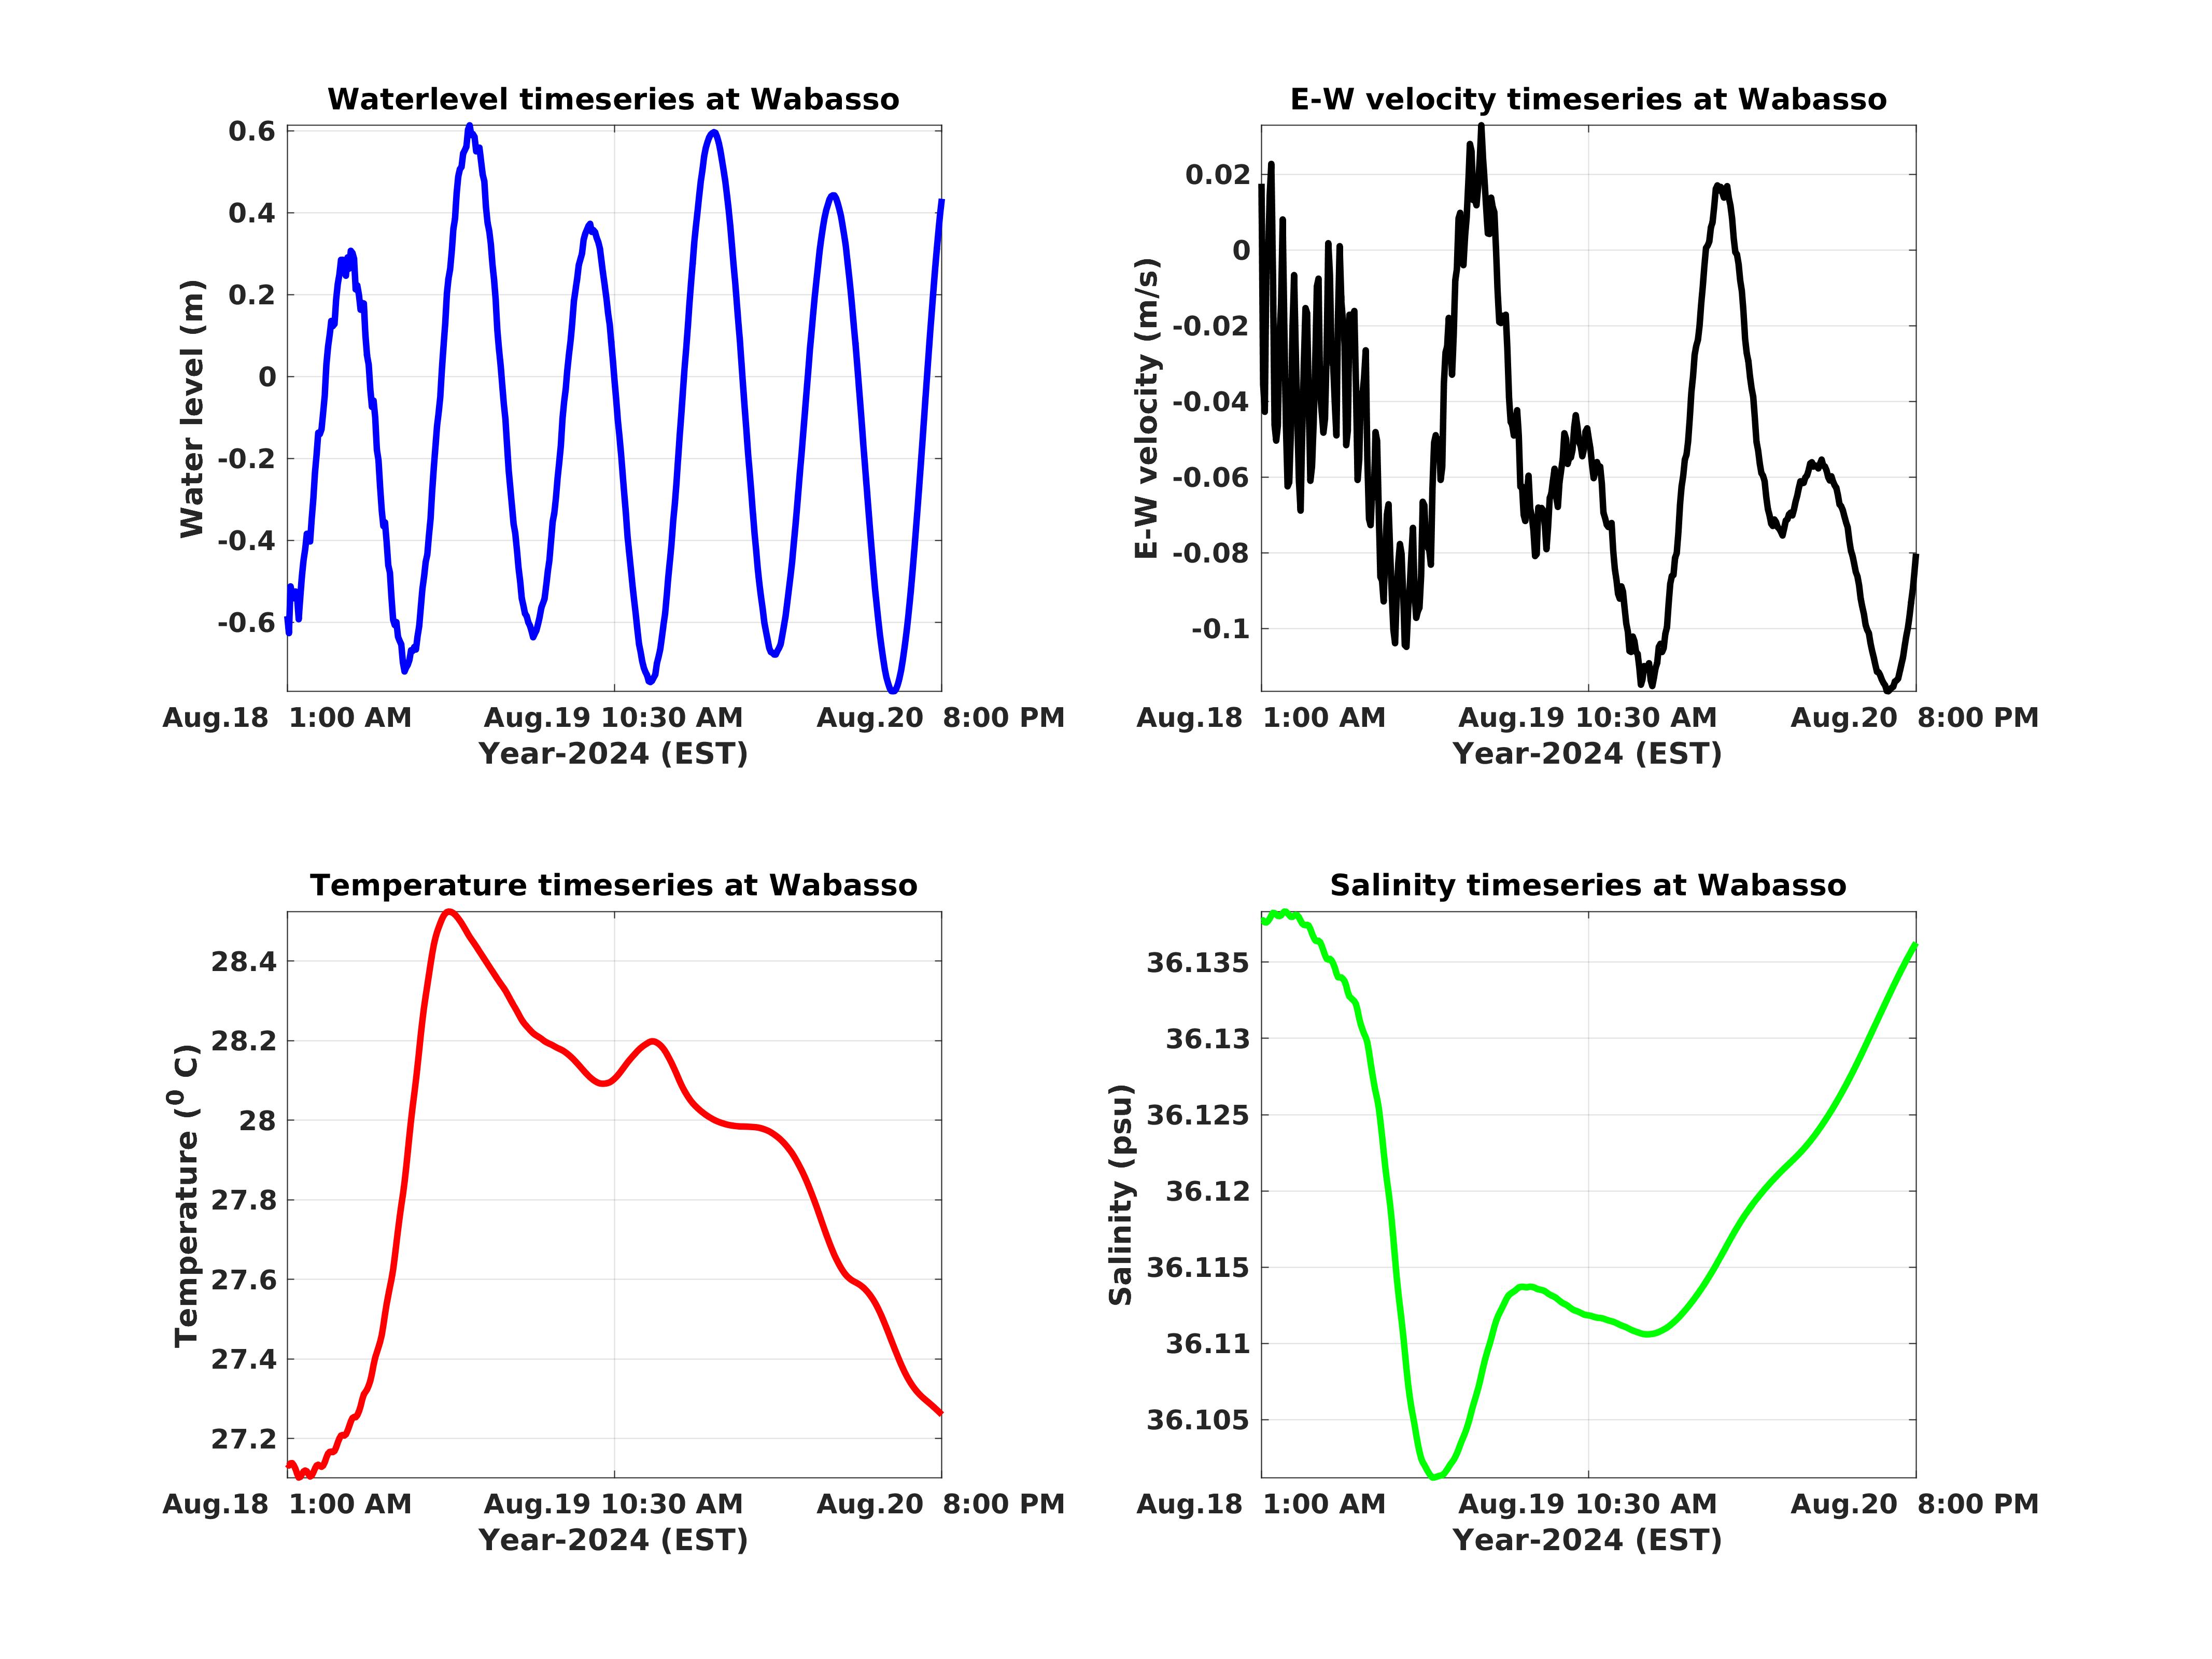 Waterlevel timeseries at Wabasso
0.6
0.4
0.2
0
-0.2
-0.4
-0.6
Water level (m)
Aug.18 1:00 AM
Aug.19 10:30 AM
Aug.20 8:00 PM
Year-2024 (EST)
E-W velocity timeseries at Wabasso
0.02
0
-0.02
-0.04
-0.06
-0.08
-0.1
E-W velocity (m/s)
Aug.18 1:00 AM
Aug.19 10:30 AM
Aug.20 8:00 PM
Year-2024 (EST)
Temperature timeseries at Wabasso
28.4
28.2
28
27.8
27.6
27.4
27.2
Temperature (⁰ C)
Aug.18 1:00 AM
Aug.19 10:30 AM
Aug.20 8:00 PM
Year-2024 (EST)
Salinity timeseries at Wabasso
36.135
36.13
36.125
36.12
36.115
36.11
36.105
Salinity (psu)
Aug.18 1:00 AM
Aug.19 10:30 AM
Aug.20 8:00 PM
Year-2024 (EST)